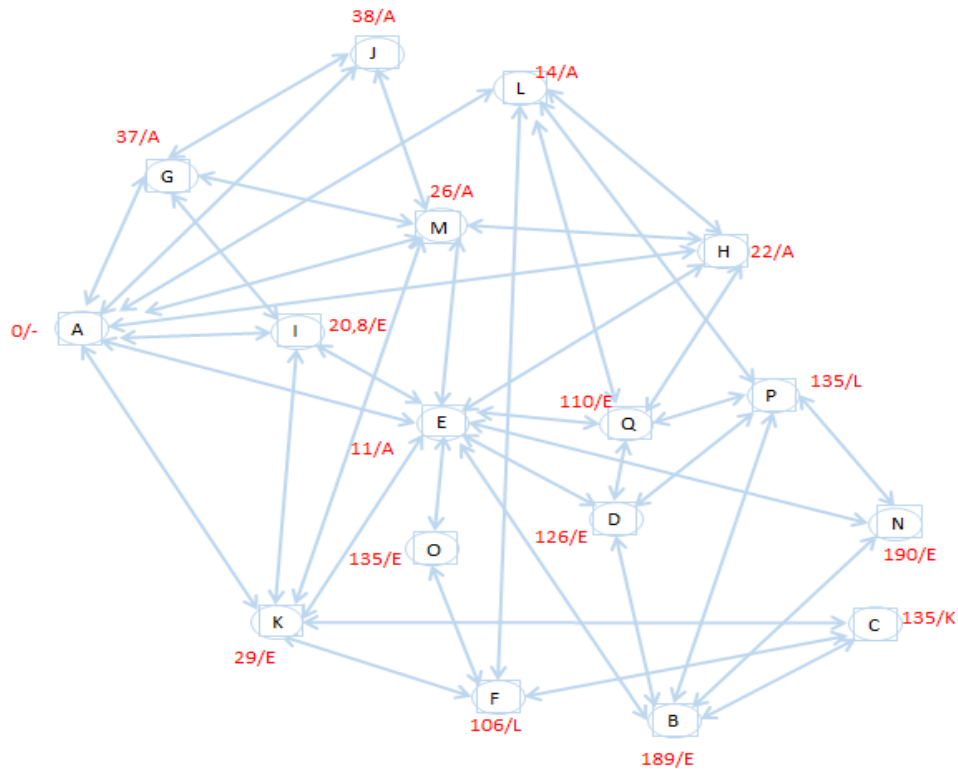 38/A
J
14/A
L
37/A
G
26/A
M
H
22/A
0/-
A
I
20,8/E
135/L
P
110/E
Q
E
11/A
D
126/E
N
190/E
O
135/E
K
29/E
C
135/K
F
106/L
B
189/E